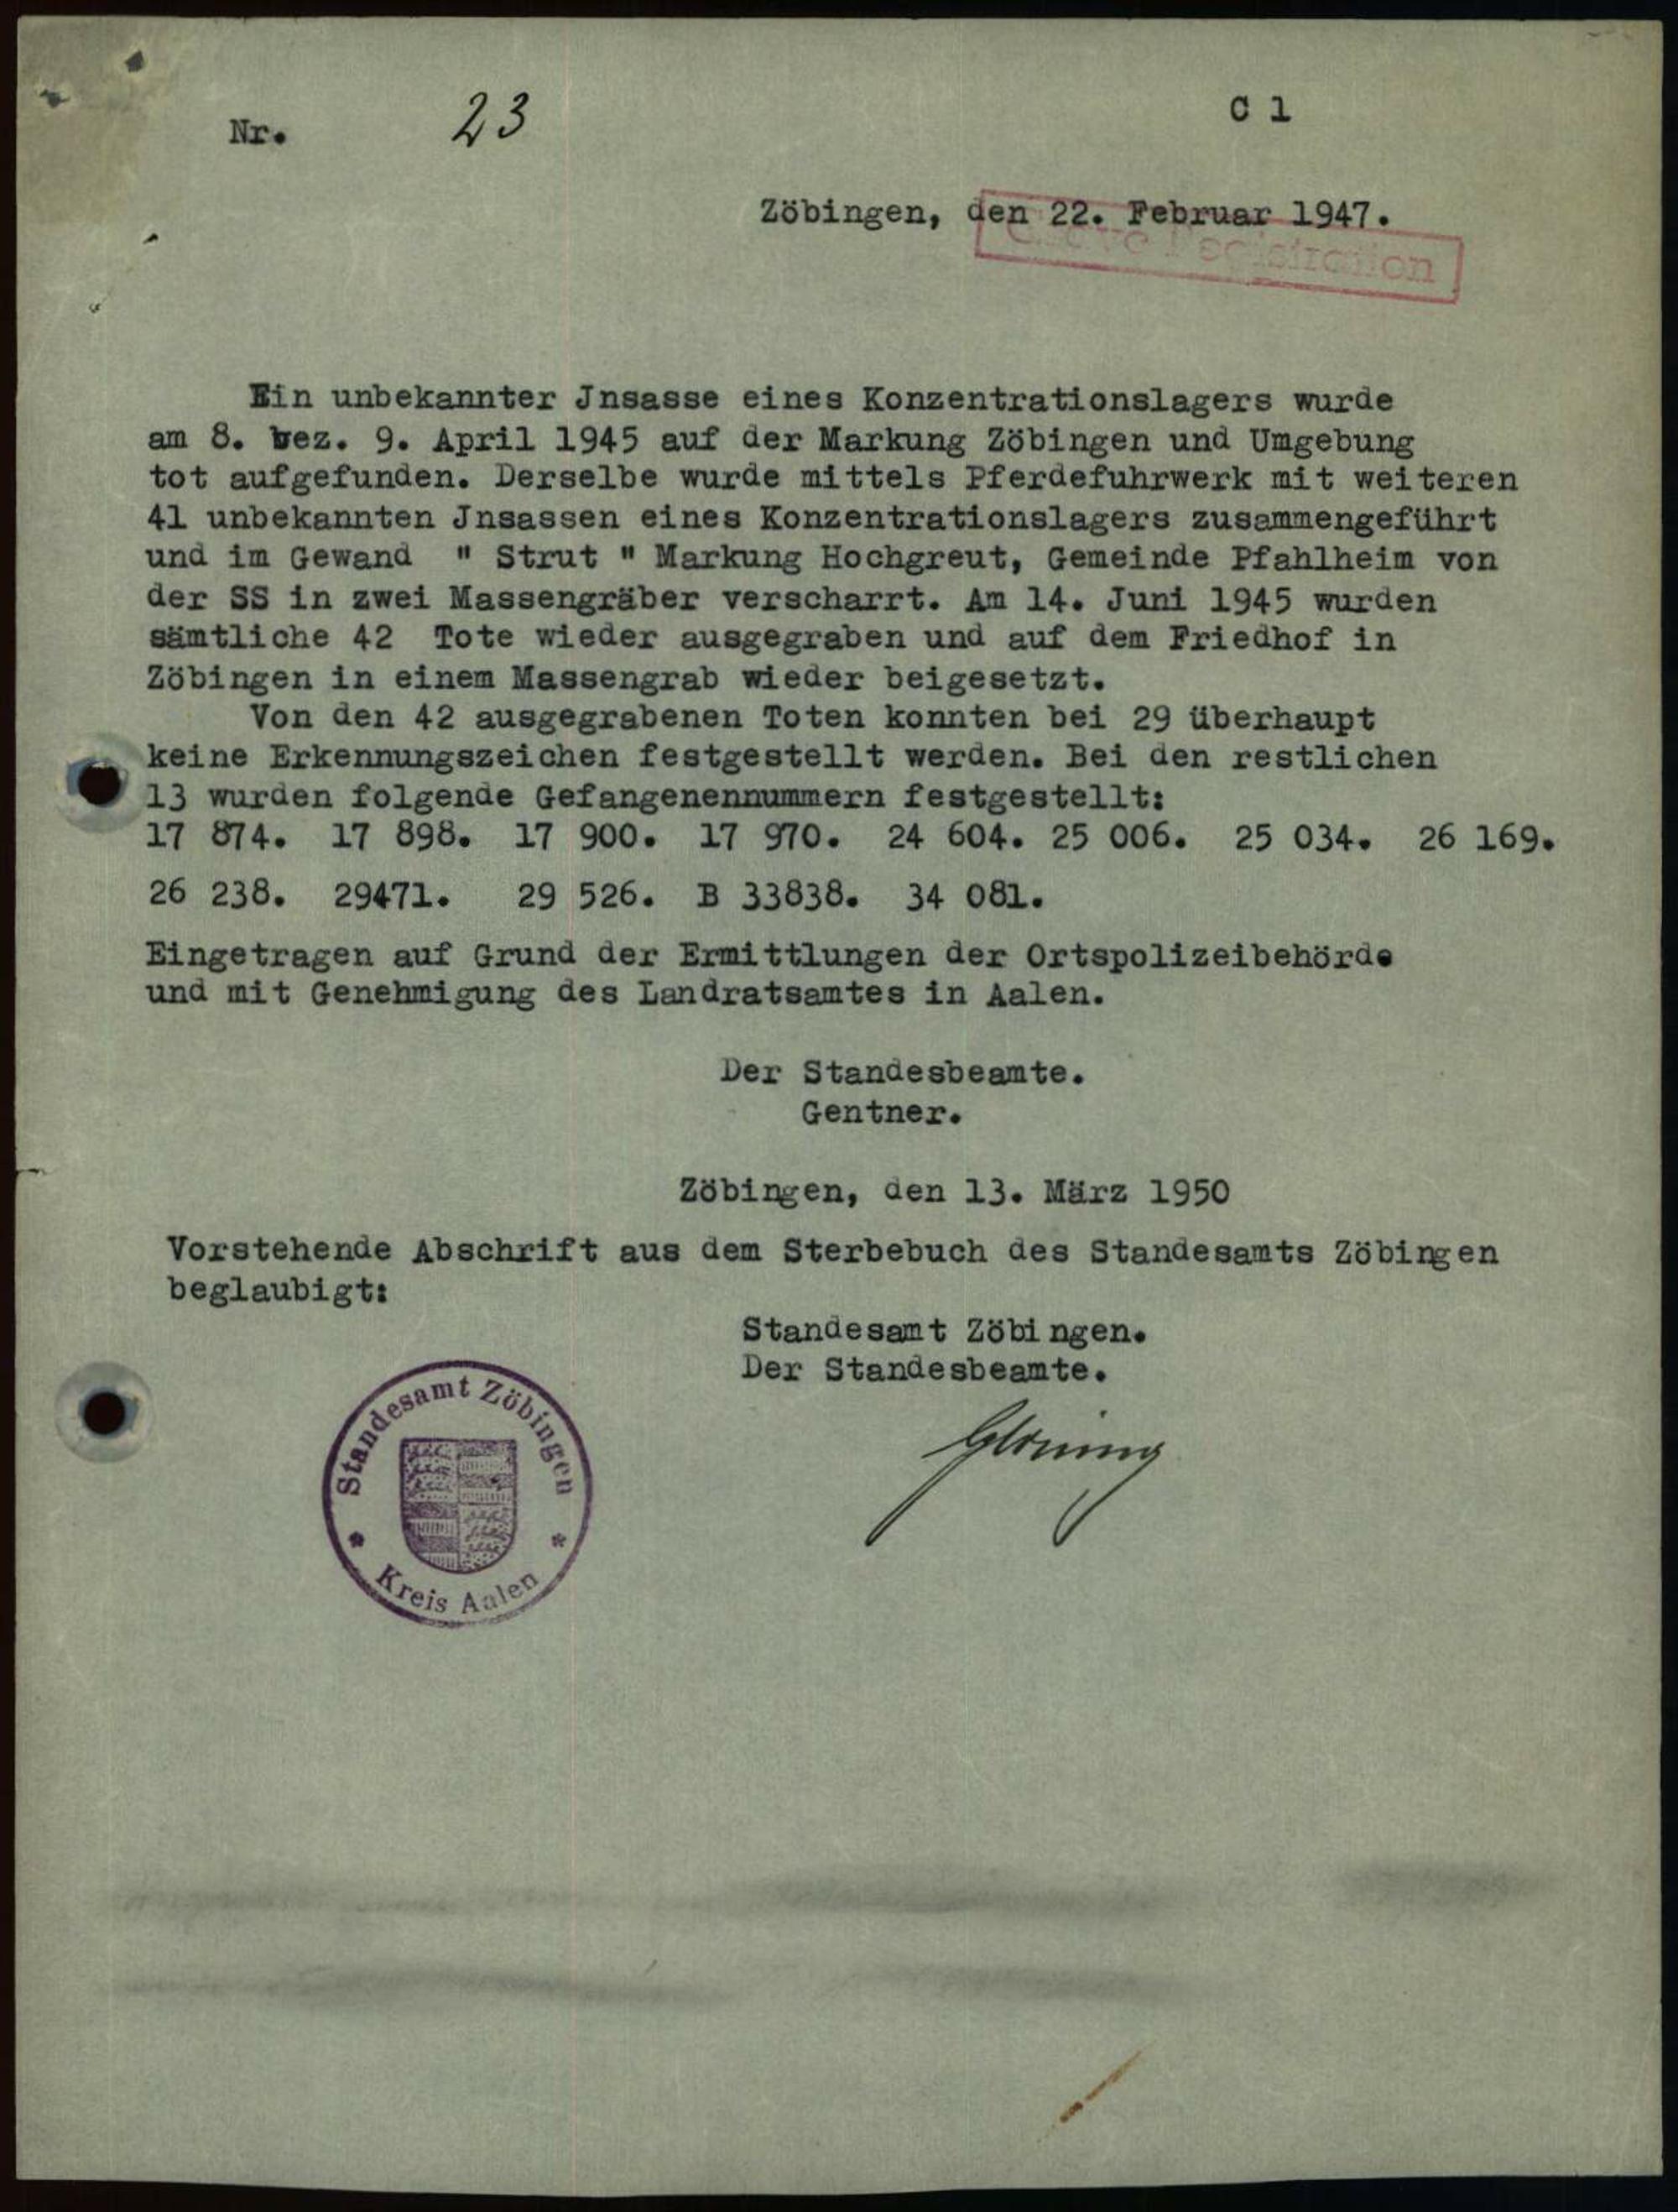 C 1
Nr. 23
Zöbingen, den 22. Februar 1947.
Grave Registration
Ein unbekannter Jnsasse eines Konzentrationslagers wurde
am 8. bez. 9. April 1945 auf der Markung Zöbingen und Umgebung
tot aufgefunden. Derselbe wurde mittels Pferdefuhrwerk mit weiteren
41 unbekannten Jnsassen eines Konzentrationslagers zusammengeführt
und im Gewand " Strut " Markung Hochgreut, Gemeinde Pfahlheim von
der SS in zwei Massengräber verscharrt. Am 14. Juni 1945 wurden
sämtliche 42 Tote wieder ausgegraben und auf dem Friedhof in
Zöbingen in einem Massengrab wieder beigesetzt.
Von den 42 ausgegrabenen Toten konnten bei 29 überhaupt
keine Erkennungszeichen festgestellt werden. Bei den restlichen
13 wurden folgende Gefangenennummern festgestellt:
17 874. 17 898. 17 900. 17 970. 24 604. 25 006. 25 034. 26 169.
26 238. 29471. 29 526. B 33838. 34 081.
Eingetragen auf Grund der Ermittlungen der Ortspolizeibehörde
und mit Genehmigung des Landratsamtes in Aalen.
Der Standesbeamte.
Gentner.
Zöbingen, den 13. März 1950
Vorstehende Abschrift aus dem Sterbebuch des Standesamts Zöbingen
beglaubigt:
Standesamt Zöbingen.
Der Standesbeamte.
Standesamt Zöbingen
Kreis Aalen